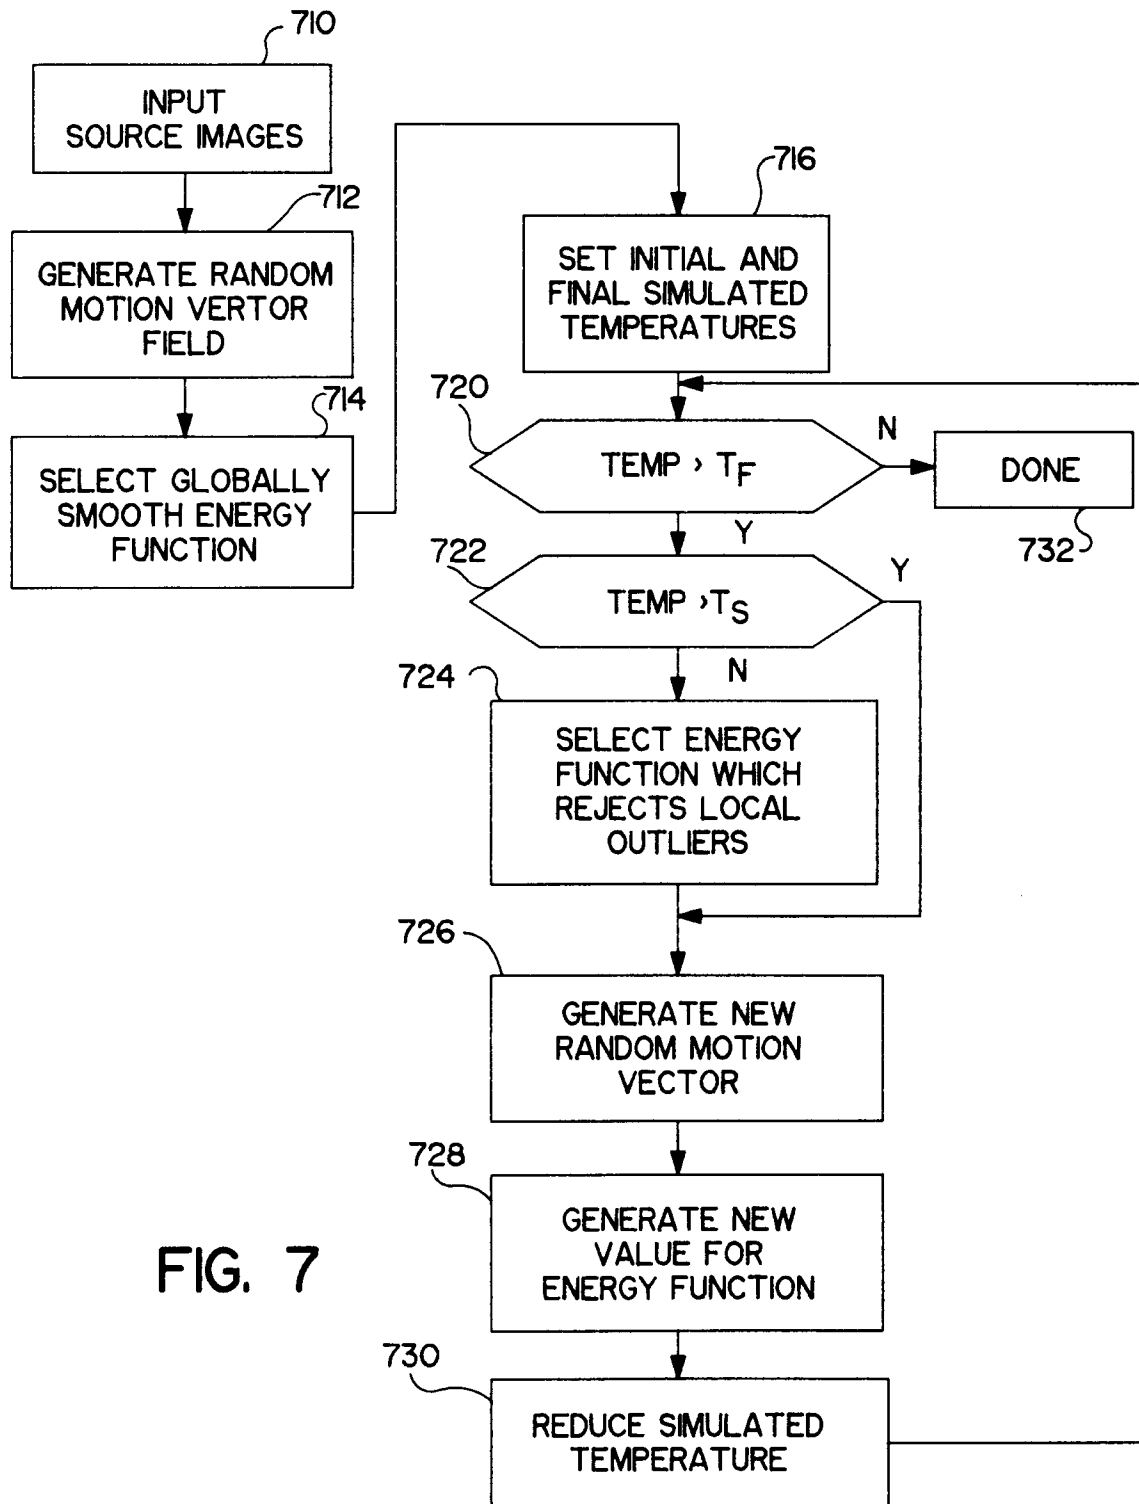 710
INPUT
SOURCE IMAGES
712
GENERATE RANDOM
MOTION VERTOR
FIELD
714
SELECT GLOBALLY
SMOOTH ENERGY
FUNCTION
716
SET INITIAL AND
FINAL SIMULATED
TEMPERATURES
720
TEMP > TF
N
DONE
732
Y
722
TEMP >TS
Y
N
724
SELECT ENERGY
FUNCTION WHICH
REJECTS LOCAL
OUTLIERS
726
GENERATE NEW
RANDOM MOTION
VECTOR
728
GENERATE NEW
VALUE FOR
ENERGY FUNCTION
730
REDUCE SIMULATED
TEMPERATURE
FIG. 7